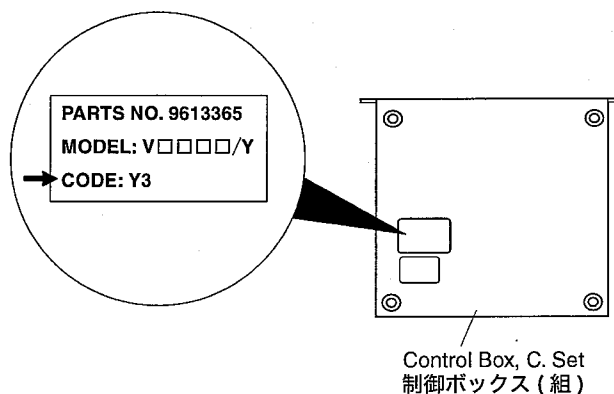 PARTS NO. 9613365
MODEL: V□□□□/Y
CODE: Y3
Control Box, C. Set
制御ボックス ( 組 )